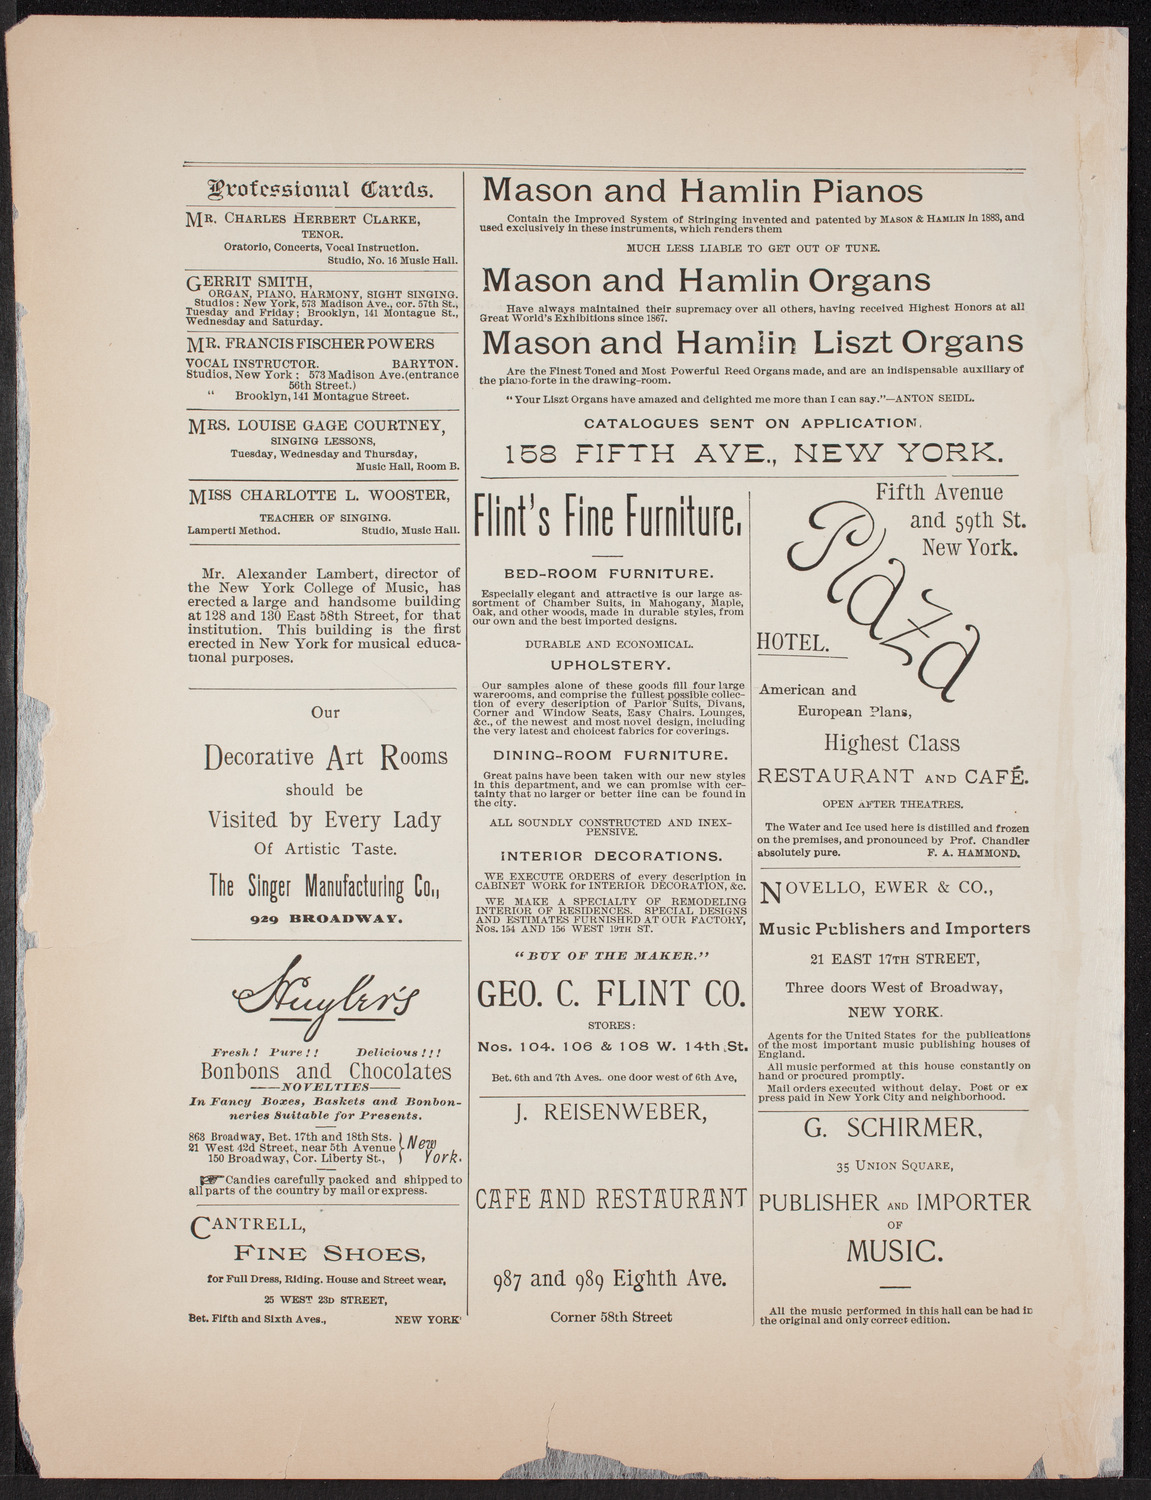 Professional Cards.
MR. CHARLES HERBERT CLARKE,
TENOR.
Oratorio, Concerts, Vocal Instruction.
Studio, No. 16 Music Hall.
GERRIT SMITH,
ORGAN, PIANO, HARMONY, SIGHT SINGING.
Studios: New York, 573 Madison Ave., cor. 57th St.,
Tuesday and Friday; Brooklyn, 141 Montague St.,
Wednesday and Saturday.
MR. FRANCIS FISCHER POWERS
VOCAL INSTRUCTOR. BARYTON.
Studios, New York: 573 Madison Ave.(entrance
56th Street.)
" Brooklyn, 141 Montague Street.
MRS. LOUISE GAGE COURTNEY,
SINGING LESSONS,
Tuesday, Wednesday and Thursday,
Music Hall, Room B.
MISS CHARLOTTE L. WOOSTER,
TEACHER OF SINGING.
Lamperti Method. Studio, Music Hall.
Mr. Alexander Lambert, director of
the New York College of Music, has
erected a large and handsome building
at 128 and 130 East 58th Street, for that
institution. This building is the first
erected in New York for musical educa-
tional purposes.
Our
Decorative Art Rooms
should be
Visited by Every Lady
Of Artistic Taste.
The Singer Manufacturing Co.,
929 BROADWAY.
Huyler's
Fresh! Pure!! Delicious!!!
Bonbons and Chocolates
NOVELTIES
In Fancy Boxes, Baskets and Bonbon-
neries Suitable for Presents.
863 Broadway, Bet. 17th and 18th Sts.
21 West 42d Street, near 5th Avenue
150 Broadway, Cor. Liberty St.,
New York.
Candies carefully packed and shipped to
all parts of the country by mail or express.
CANTRELL,
FINE SHOES,
for Full Dress, Riding. House and Street wear,
25 WEST 23D STREET,
Bet. Fifth and Sixth Aves., NEW YORK
Mason and Hamlin Pianos
Contain the Improved System of Stringing invented and patented by MASON & HAMLIN in 1883, and
used exclusively in these instruments, which renders them
MUCH LESS LIABLE TO GET OUT OF TUNE.
Mason and Hamlin Organs
Have always maintained their supremacy over all others, having received Highest Honors at all
Great World's Exhibitions since 1867.
Mason and Hamlin Liszt Organs
Are the Finest Toned and Most Powerful Reed Organs made, and are an indispensable auxiliary of
the piano-forte in the drawing-room.
"Your Liszt Organs have amazed and delighted me more than I can say."—ANTON SEIDL.
CATALOGUES SENT ON APPLICATION.
158 FIFTH AVE., NEW YORK.
Flint's Fine Furniture.
BED-ROOM FURNITURE.
Especially elegant and attractive is our large as-
sortment of Chamber Suits, in Mahogany, Maple,
Oak, and other woods, made in durable styles, from
our own and the best imported designs.
DURABLE AND ECONOMICAL.
UPHOLSTERY.
Our samples alone of these goods fill four large
warerooms, and comprise the fullest possible collec-
tion of every description of Parlor Suits, Divans,
Corner and Window Seats, Easy Chairs. Lounges,
&c., of the newest and most novel design, including
the very latest and choicest fabrics for coverings.
DINING-ROOM FURNITURE.
Great pains have been taken with our new styles
in this department, and we can promise with cer-
tainty that no larger or better line can be found in
the city.
ALL SOUNDLY CONSTRUCTED AND INEX-
PENSIVE.
INTERIOR DECORATIONS.
WE EXECUTE ORDERS of every description in
CABINET WORK for INTERIOR DECORATION, &c.
WE MAKE A SPECIALTY OF REMODELING
INTERIOR OF RESIDENCES. SPECIAL DESIGNS
AND ESTIMATES FURNISHED AT OUR FACTORY,
Nos. 154 AND 156 WEST 19TH ST.
"BUY OF THE MAKER."
GEO. C. FLINT CO.
STORES:
Nos. 104. 106 & 108 W. 14th St.
Bet. 6th and 7th Aves. one door west of 6th Ave,
J. REISENWEBER,
CAFE AND RESTAURANT
987 and 989 Eighth Ave.
Corner 58th Street
Fifth Avenue
and 59th St.
New York.
Plaza
HOTEL.
American and
European Plans,
Highest Class
RESTAURANT AND CAFÉ.
OPEN AFTER THEATRES.
The Water and Ice used here is distilled and frozen
on the premises, and pronounced by Prof. Chandler
absolutely pure. F. A. HAMMOND.
NOVELLO, EWER & CO.,
Music Publishers and Importers
21 EAST 17TH STREET,
Three doors West of Broadway,
NEW YORK.
Agents for the United States for the publications
of the most important music publishing houses of
England.
All music performed at this house constantly on
hand or procured promptly.
Mail orders executed without delay. Post or ex
press paid in New York City and neighborhood.
G. SCHIRMER,
35 UNION SQUARE,
PUBLISHER AND IMPORTER
OF
MUSIC.
All the music performed in this hall can be had in
the original and only correct edition.